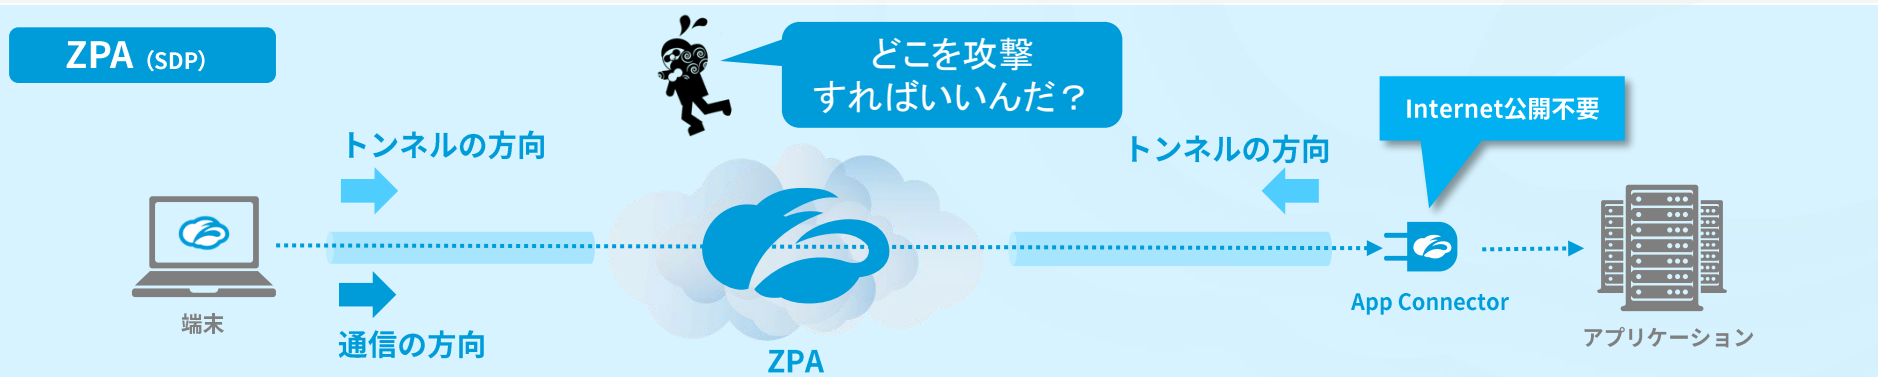 ZPA（SDP）
どこを攻撃
すればいいんだ？
Internet公開不要
トンネルの方向
トンネルの方向
端末
通信の方向
ZPA
App Connector
アプリケーション